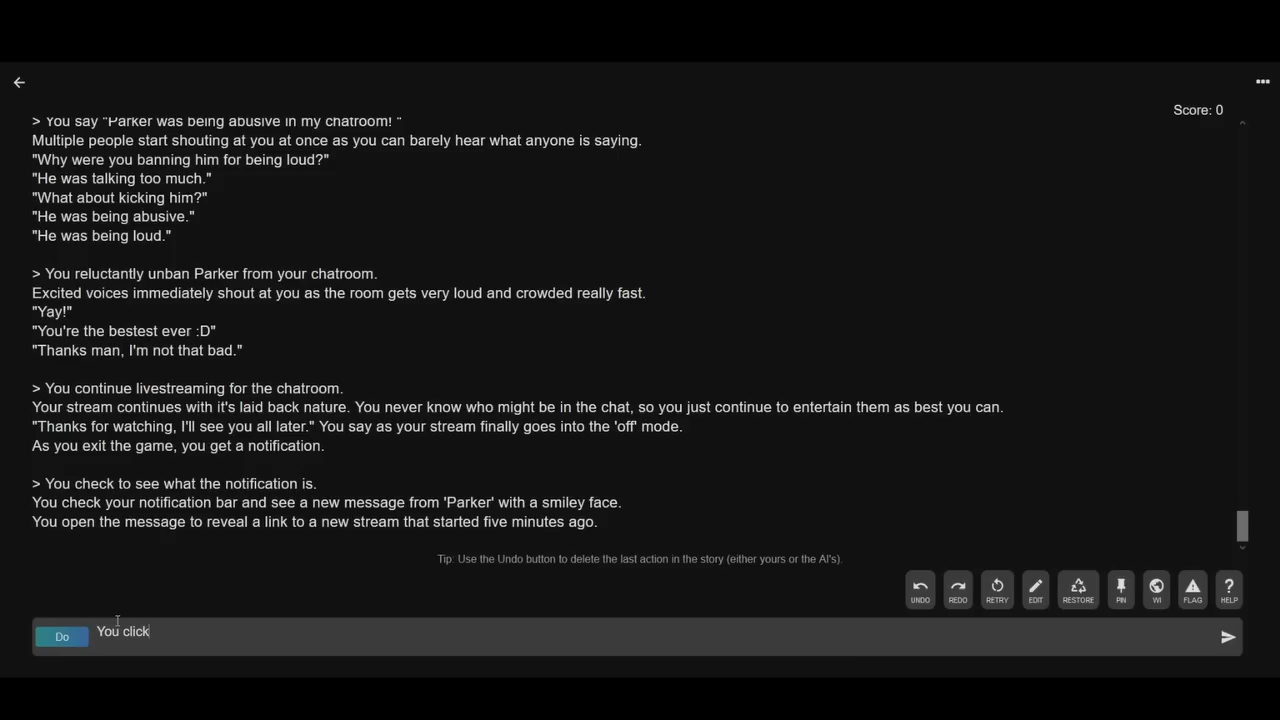 Score: 0
> You say "Parker was being abusive in my chatroom! "
Multiple people start shouting at you at once as you can barely hear what anyone is saying.
"Why were you banning him for being loud?"
"He was talking too much."
"What about kicking him?"
"He was being abusive."
"He was being loud."
> You reluctantly unban Parker from your chatroom.
Excited voices immediately shout at you as the room gets very loud and crowded really fast.
"Yay!"
"You're the bestest ever :D"
"Thanks man, I'm not that bad."
> You continue livestreaming for the chatroom.
Your stream continues with it's laid back nature. You never know who might be in the chat, so you just continue to entertain them as best you can.
"Thanks for watching, I'll see you all later." You say as your stream finally goes into the 'off' mode.
As you exit the game, you get a notification.
> You check to see what the notification is.
You check your notification bar and see a new message from 'Parker' with a smiley face.
You open the message to reveal a link to a new stream that started five minutes ago.
Tip: Use the Undo button to delete the last action in the story (either yours or the AI's).
UNDO REDO RETRY EDIT RESTORE PIN WI FLAG HELP
Do You click